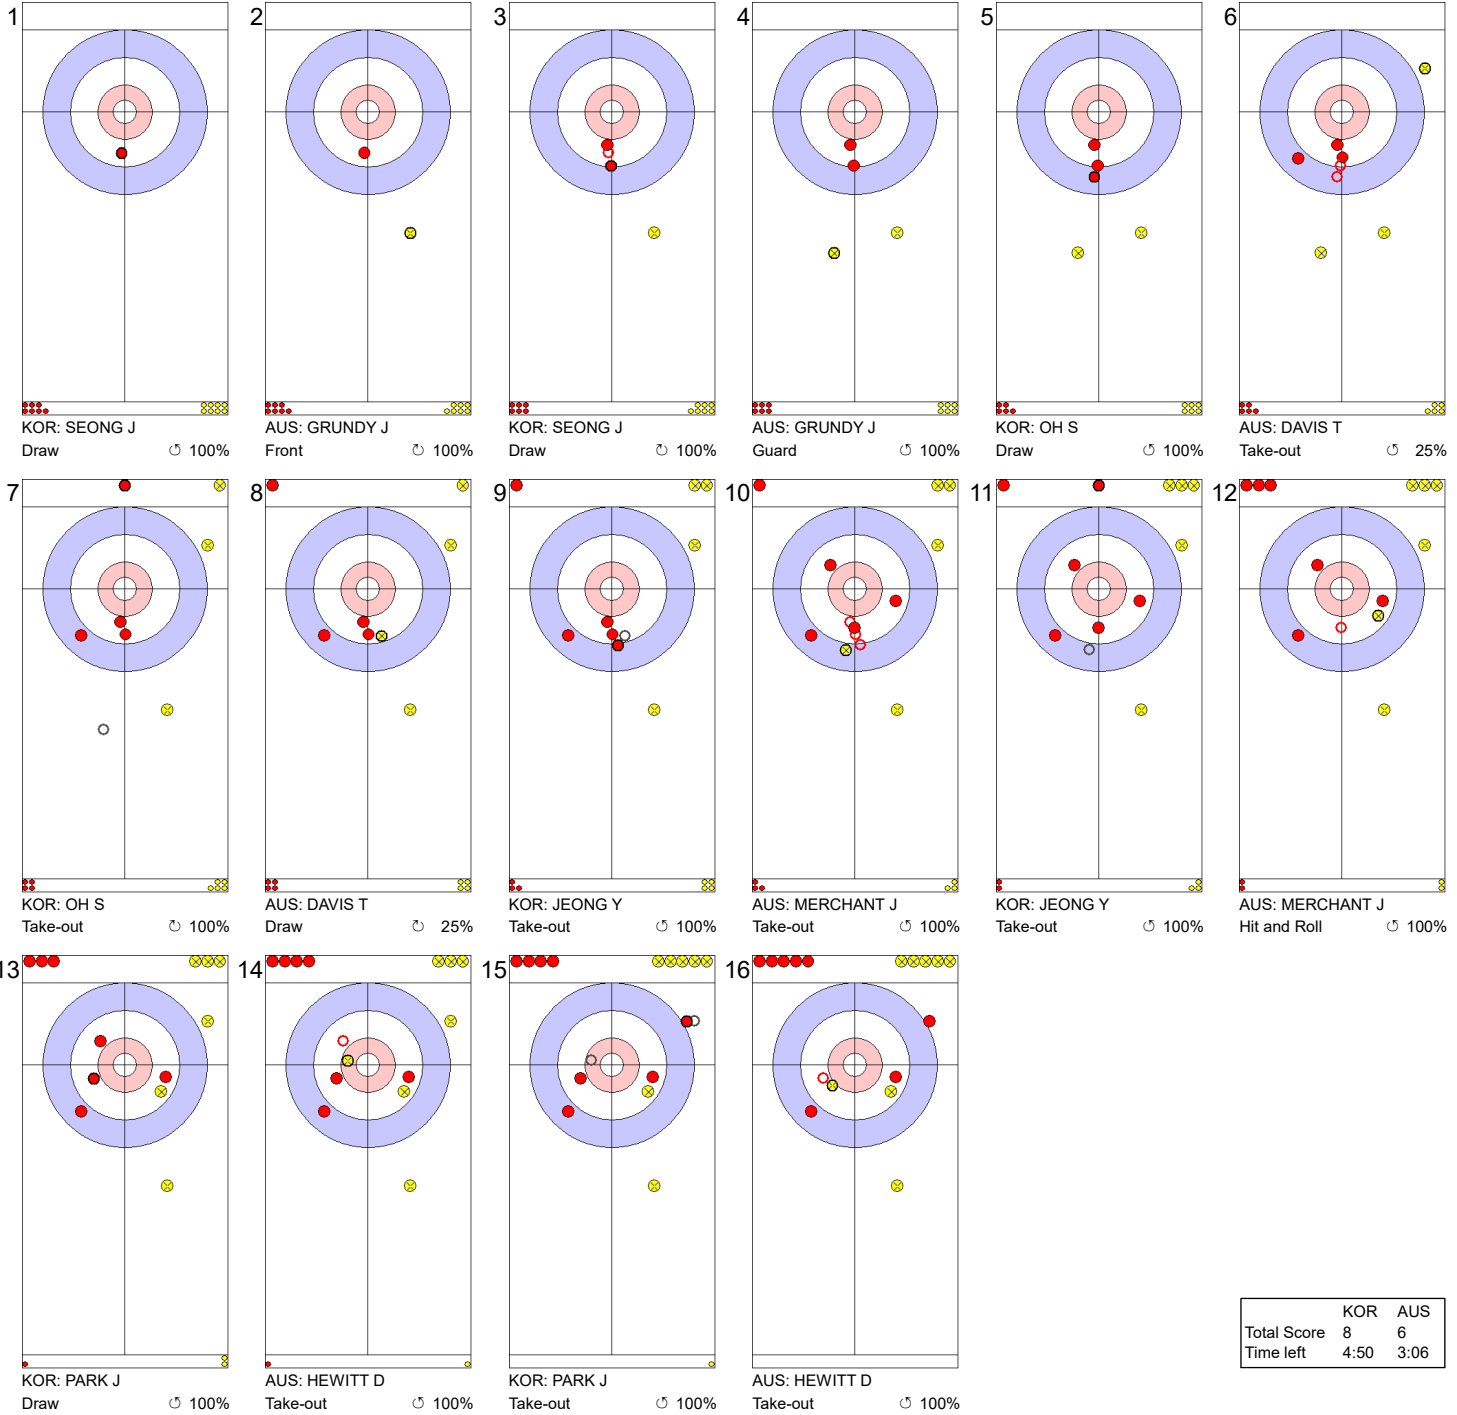 1
2
3
4
5
6
KOR: SEONG J
AUS: GRUNDY J
KOR: SEONG J
AUS: GRUNDY J
KOR: OH S
AUS: DAVIS T
Draw ↺ 100%
Front ↻ 100%
Draw ↺ 100%
Guard ↺ 100%
Draw ↺ 100%
Take-out ↺ 25%
7
8
9
10
11
12
KOR: OH S
AUS: DAVIS T
KOR: JEONG Y
AUS: MERCHANT J
KOR: JEONG Y
AUS: MERCHANT J
Take-out ↻ 100%
Draw ↻ 25%
Take-out ↺ 100%
Take-out ↺ 100%
Take-out ↺ 100%
Hit and Roll ↺ 100%
13
14
15
16
KOR: PARK J
AUS: HEWITT D
KOR: PARK J
AUS: HEWITT D
Draw ↺ 100%
Take-out ↺ 100%
Take-out ↺ 100%
Take-out ↺ 100%
KOR AUS
Total Score 8 6
Time left 4:50 3:06